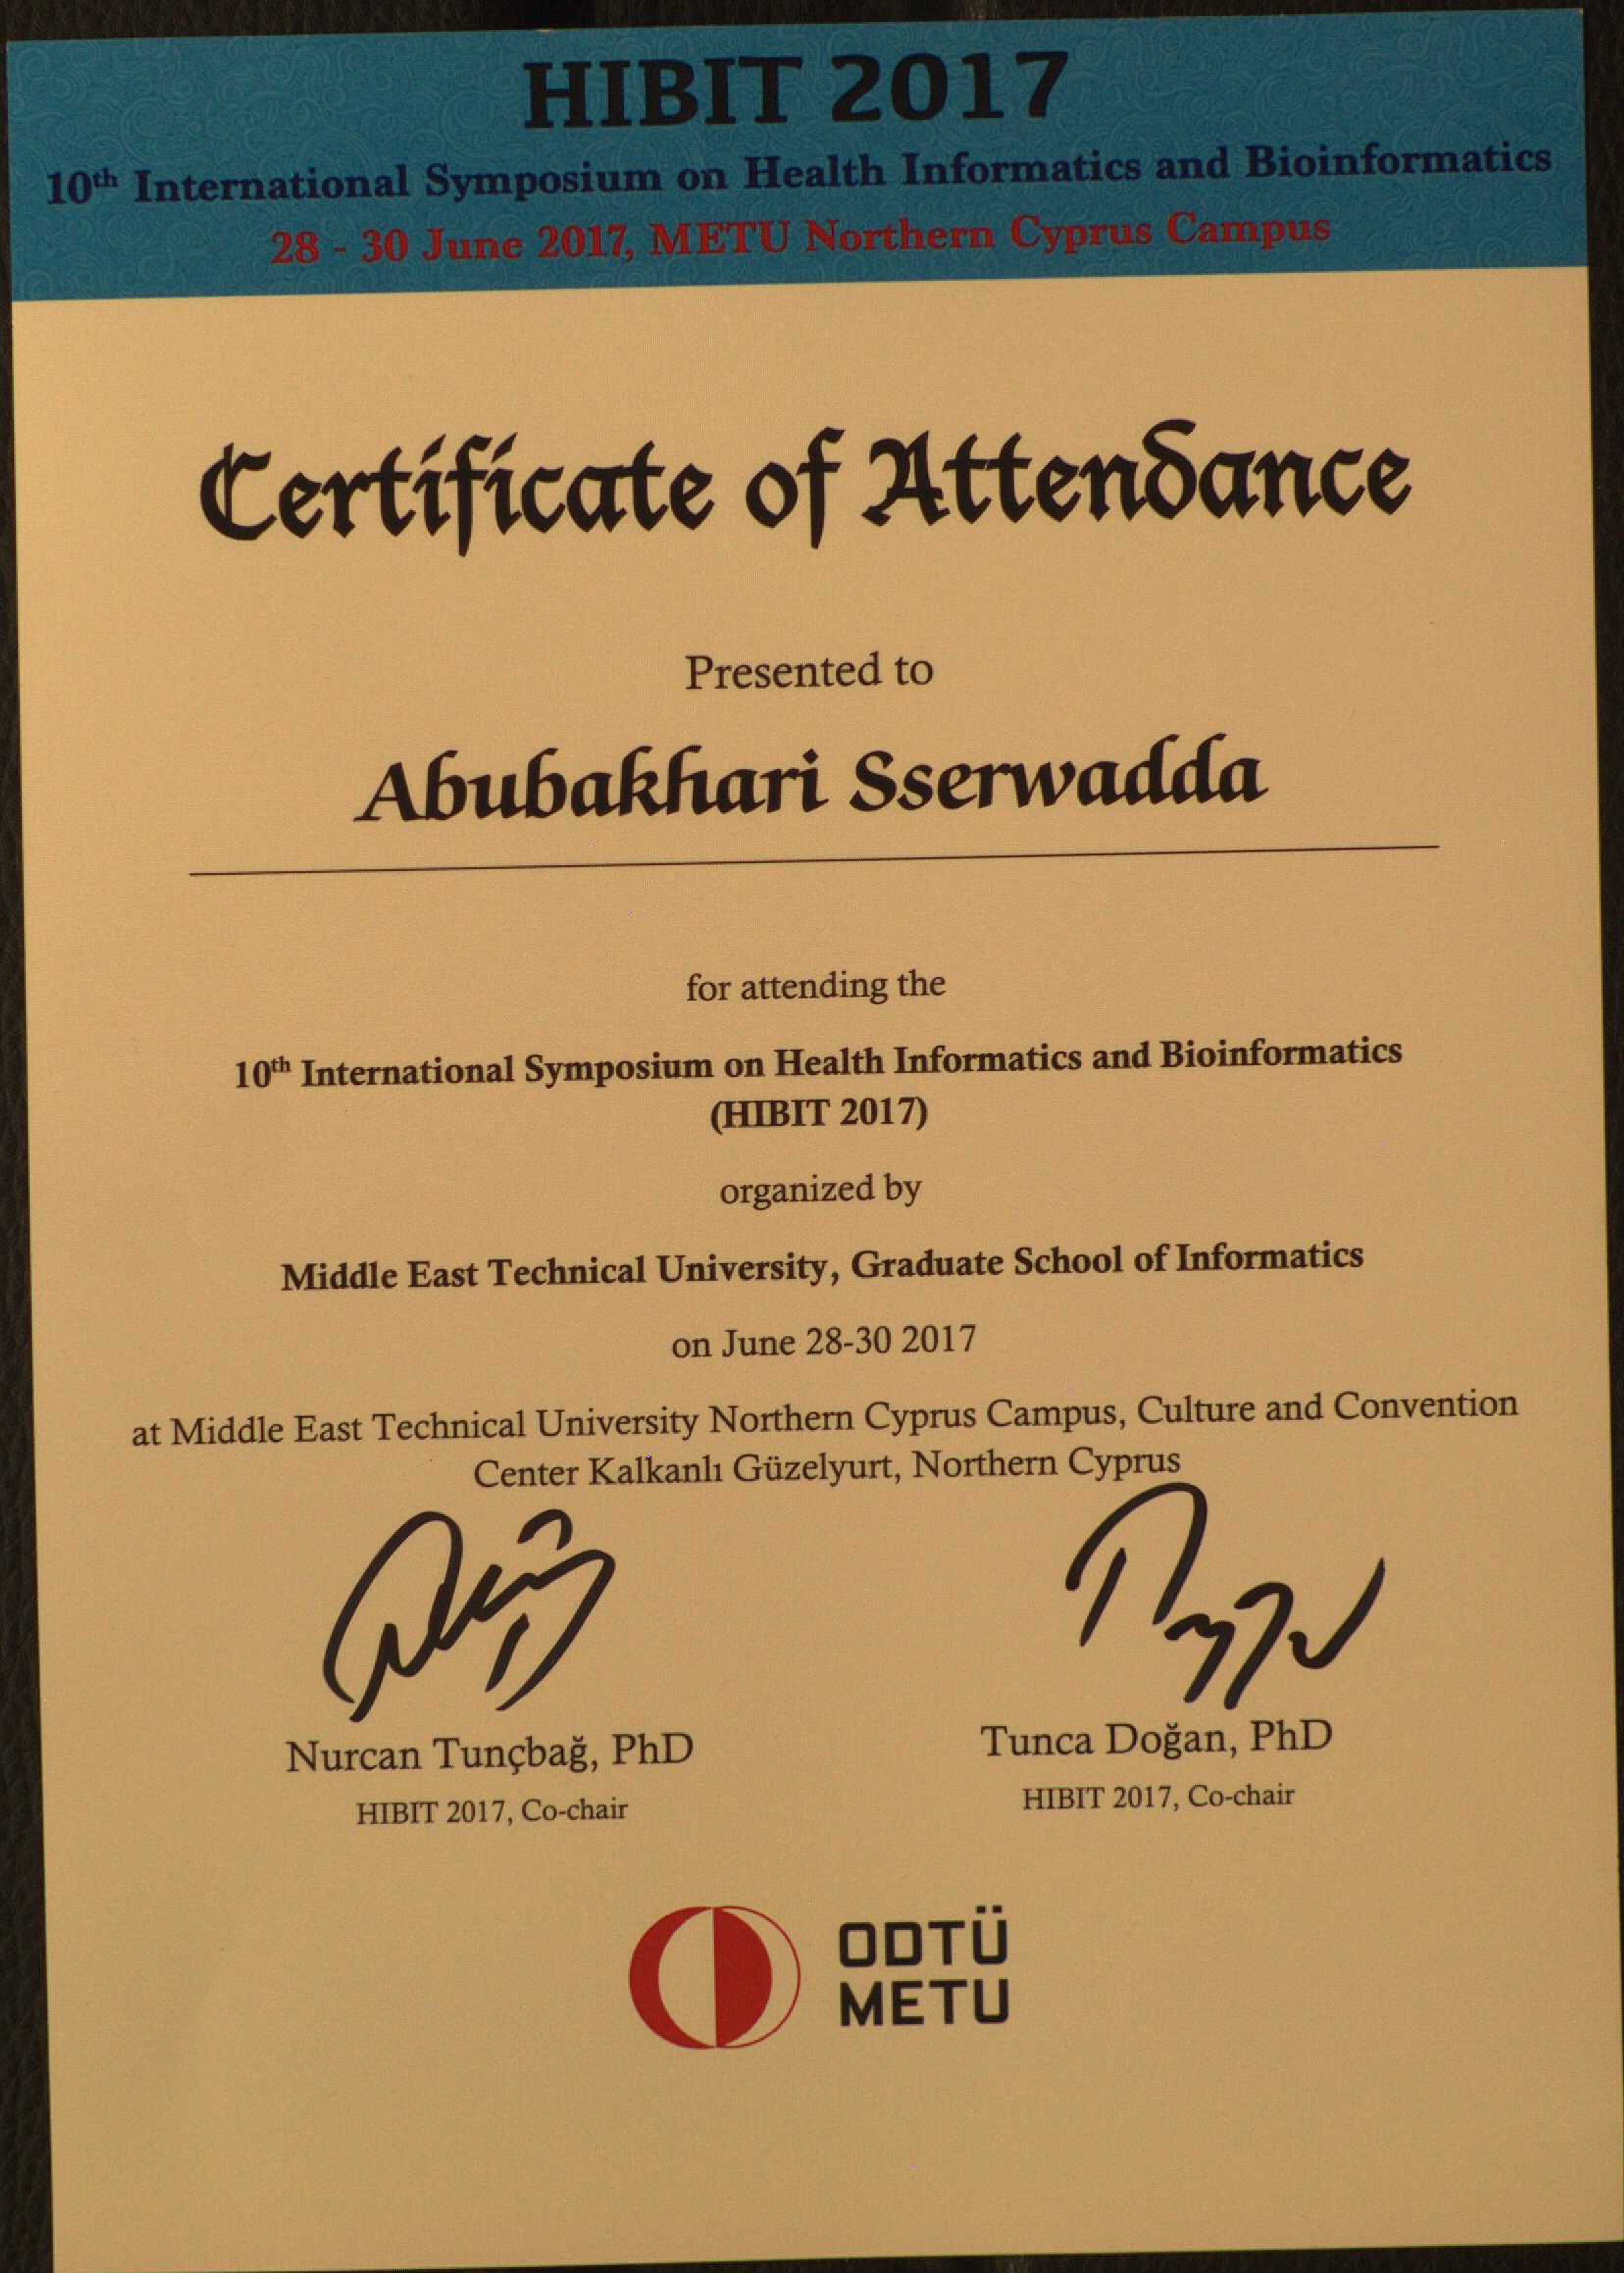 HIBIT 2017
10th International Symposium on Health Informatics and Bioinformatics
28 - 30 June 2017, METU Northern Cyprus Campus
Certificate of Attendance
Presented to
Abubakhari Sserwadda
for attending the
10th International Symposium on Health Informatics and Bioinformatics
(HIBIT 2017)
organized by
Middle East Technical University, Graduate School of Informatics
on June 28-30 2017
at Middle East Technical University Northern Cyprus Campus, Culture and Convention
Center Kalkanlı Güzelyurt, Northern Cyprus
Nurcan Tunçbağ, PhD
Tunca Doğan, PhD
HIBIT 2017, Co-chair
HIBIT 2017, Co-chair
ODTÜ
METU